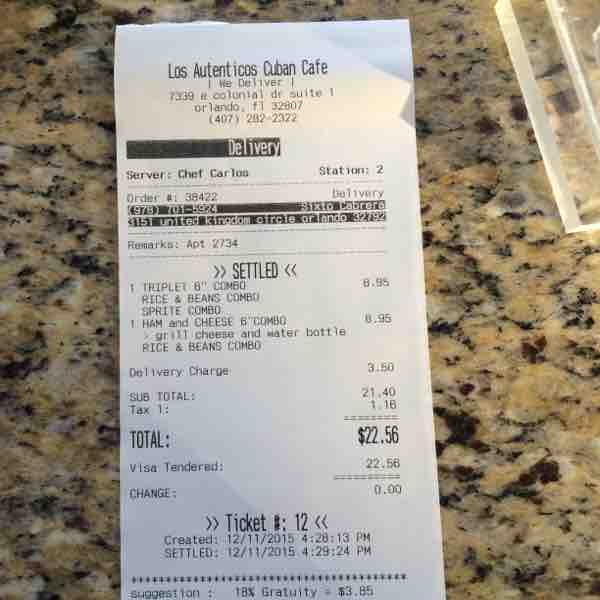 Los Autenticos Cuban Cafe
| We Deliver |
7339 e colonial dr suite 1
orlando, fl 32807
(407) 282-2322
Delivery
Server: Chef Carlos Station: 2
Order #: 38422 Delivery
(978) 701-5924 Sixto Cabrera
3151 united kingdom circle orlando 32792
Remarks: Apt 2734
>> SETTLED <<
1 TRIPLET 6" COMBO 8.95
RICE & BEANS COMBO
SPRITE COMBO
1 HAM and CHEESE 6"COMBO 8.95
> grill cheese and water bottle
RICE & BEANS COMBO
Delivery Charge 3.50
SUB TOTAL: 21.40
Tax 1: 1.16
========
TOTAL: $22.56
Visa Tendered: 22.56
==========
CHANGE: 0.00
>> Ticket #: 12 <<
Created: 12/11/2015 4:28:13 PM
SETTLED: 12/11/2015 4:29:24 PM
****************************************
suggestion : 18% Gratuity = $3.85